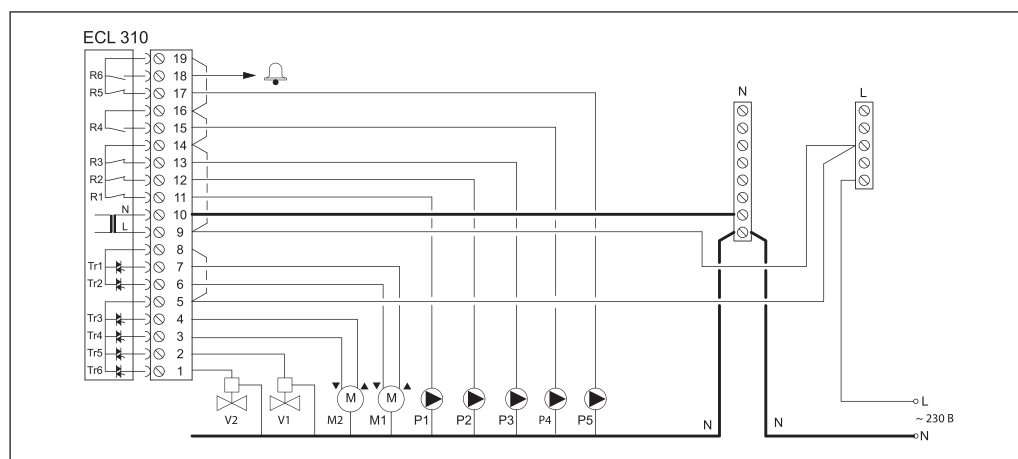 ECL 310
19
R6 18
R5 17
16
R4 15
14
R3 13
R2 12
R1 11
N 10
L 9
8
Tr1 7
Tr2 6
5
Tr3 4
Tr4 3
Tr5 2
Tr6 1
N L
M M
V2 V1 M2 M1 P1 P2 P3 P4 P5
L
~ 230 В
N N N